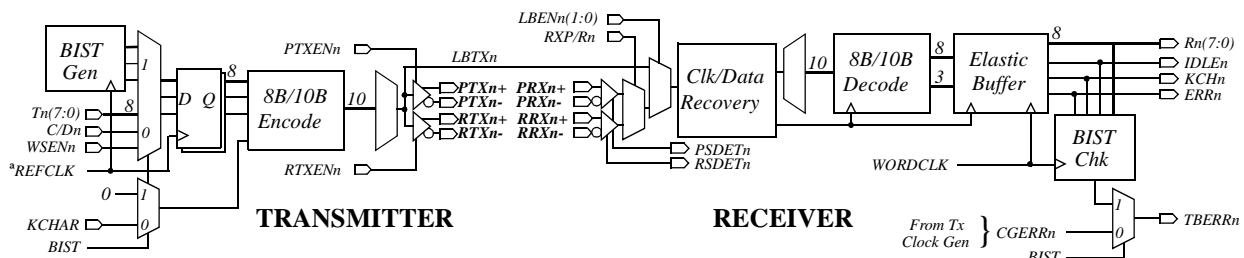 BIST
Gen
1
0
Tn(7:0)
8
C/Dn
WSENn
aREFCLK
D Q
8
8B/10B
Encode
10
0
1
0
KCHAR
BIST
TRANSMITTER
PTXENn
RTXENn
LBTXn
PTXn+
PTXn-
RTXn+
RTXn-
LBENn(1:0)
RXP/Rn
PRXn+
PRXn-
RRXn+
RRXn-
PSDETn
RSDETn
Clk/Data
Recovery
10
8B/10B
Decode
8
3
Elastic
Buffer
8
Rn(7:0)
IDLEn
KCHn
ERRn
BIST
Chk
WORDCLK
RECEIVER
From Tx
Clock Gen
}
CGERRn
1
0
TBERRn
BIST